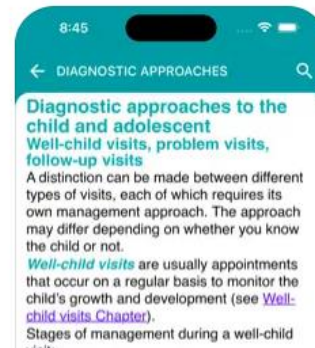 8:45
DIAGNOSTIC APPROACHES
Diagnostic approaches to the
child and adolescent
Well-child visits, problem visits,
follow-up visits
A distinction can be made between different
types of visits, each of which requires its
own management approach. The approach
may differ depending on whether you know
the child or not.
Well-child visits are usually appointments
that occur on a regular basis to monitor the
child's growth and development (see Well-
child visits Chapter).
Stages of management during a well-child